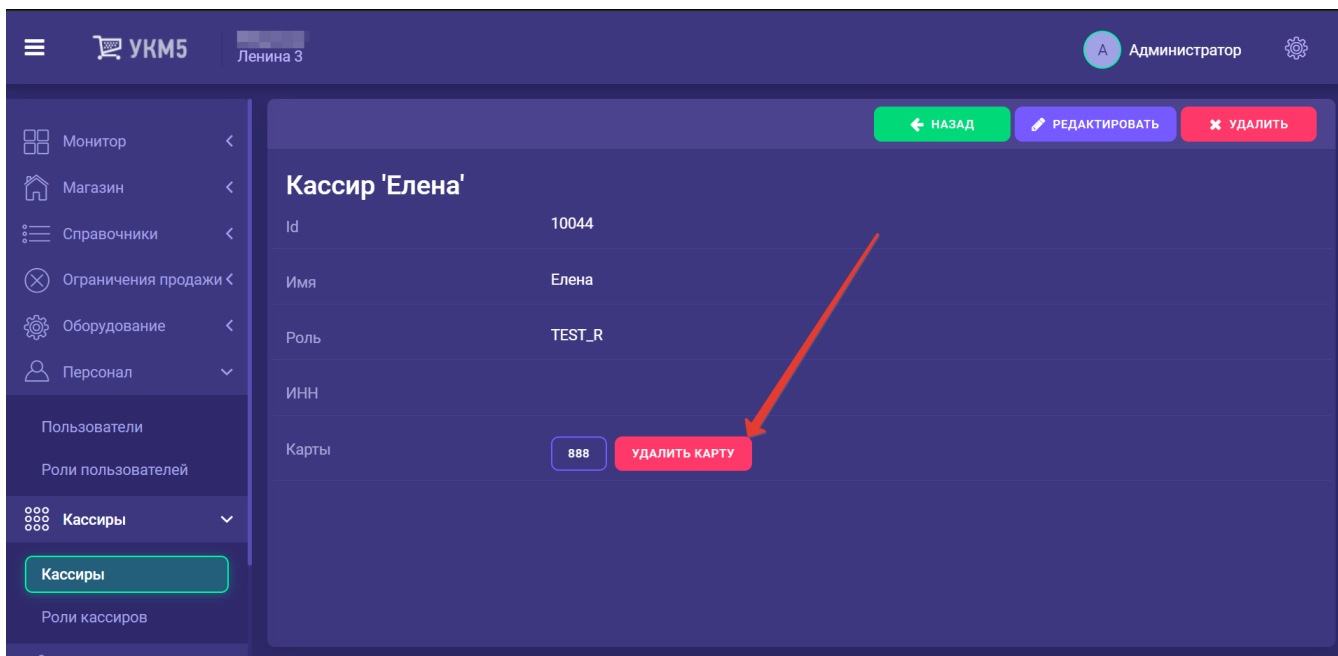 УКМ5
Ленина 3
А Администратор
Монитор
Магазин
Справочники
Ограничения продажи
Оборудование
Персонал
Пользователи
Роли пользователей
Кассиры
Кассиры
Роли кассиров
НАЗАД
РЕДАКТИРОВАТЬ
УДАЛИТЬ
Кассир 'Елена'
Id 10044
Имя Елена
Роль TEST_R
ИНН
Карты 888 УДАЛИТЬ КАРТУ